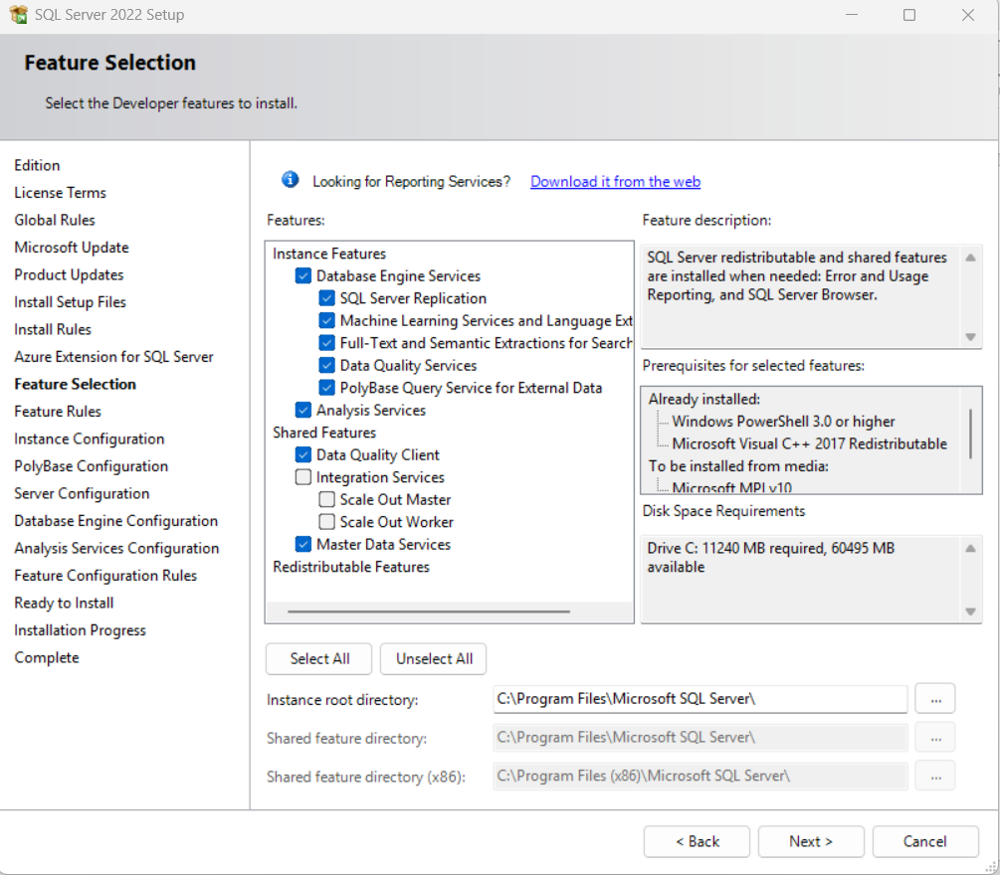 SQL Server 2022 Setup
Feature Selection
Select the Developer features to install.
Edition
License Terms
Global Rules
Microsoft Update
Product Updates
Install Setup Files
Install Rules
Azure Extension for SQL Server
Feature Selection
Feature Rules
Instance Configuration
PolyBase Configuration
Server Configuration
Database Engine Configuration
Analysis Services Configuration
Feature Configuration Rules
Ready to Install
Installation Progress
Complete
Looking for Reporting Services? Download it from the web
Features:
Instance Features
Database Engine Services
SQL Server Replication
Machine Learning Services and Language Ext
Full-Text and Semantic Extractions for Search
Data Quality Services
PolyBase Query Service for External Data
Analysis Services
Shared Features
Data Quality Client
Integration Services
Scale Out Master
Scale Out Worker
Master Data Services
Redistributable Features
Feature description:
SQL Server redistributable and shared features
are installed when needed: Error and Usage
Reporting, and SQL Server Browser.
Prerequisites for selected features:
Already installed:
Windows PowerShell 3.0 or higher
Microsoft Visual C++ 2017 Redistributable
To be installed from media:
Microsoft MPI v10
Disk Space Requirements
Drive C: 11240 MB required, 60495 MB
available
Select All
Unselect All
Instance root directory: C:\Program Files\Microsoft SQL Server\ ...
Shared feature directory: C:\Program Files\Microsoft SQL Server\ ...
Shared feature directory (x86): C:\Program Files (x86)\Microsoft SQL Server\ ...
< Back
Next >
Cancel